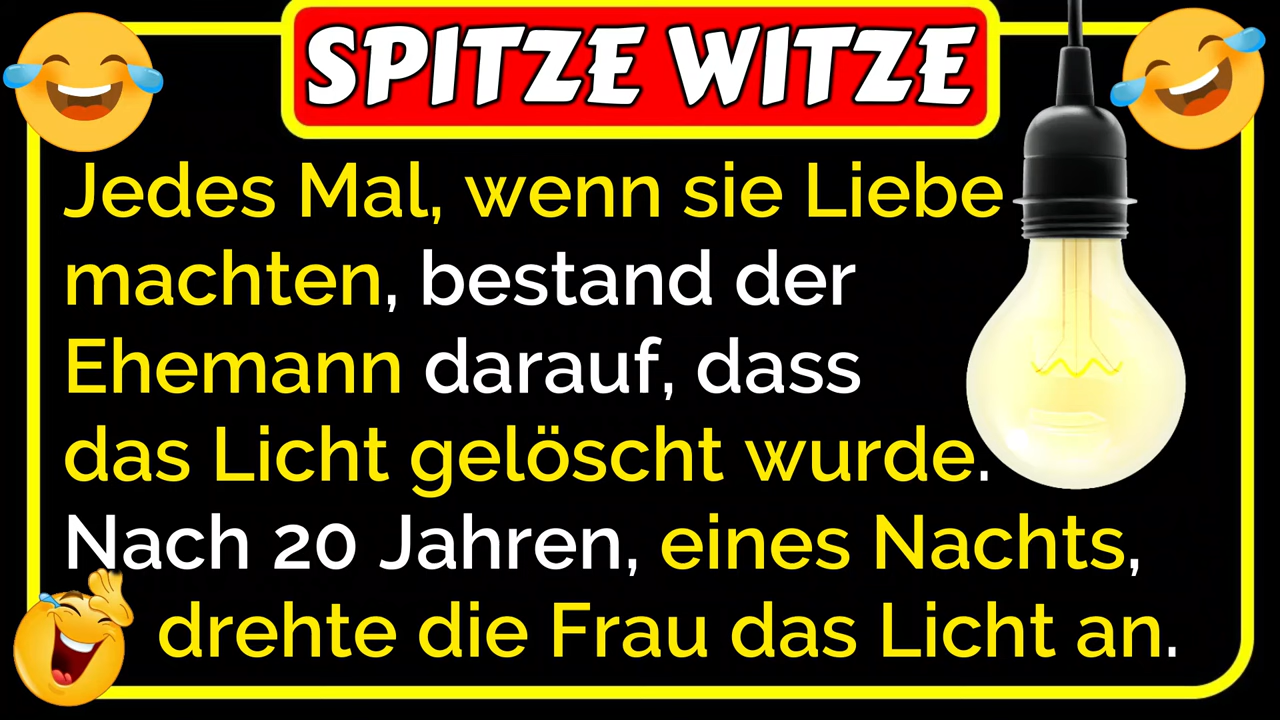 SPITZE WITZE
Jedes Mal, wenn sie Liebe
machten, bestand der
Ehemann darauf, dass
das Licht gelöscht wurde.
Nach 20 Jahren, eines Nachts,
drehte die Frau das Licht an.